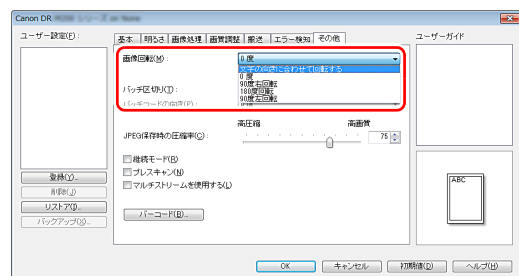 Canon DR
on None
ユーザー設定(F):
基本 明るさ 画像処理 画質調整 搬送 エラー検知 その他
ユーザーガイド
画像回転(M):
0 度
文字の向きに合わせて回転する
0 度
90度右回転
180度回転
90度左回転
バッチ区切り(T):
高圧縮 高画質
JPEG保存時の圧縮率(C):
75
継続モード(R)
プレスキャン(N)
マルチストリームを使用する(L)
バーコード(B)...
登録(Y)...
削除(J)
リストア(I)...
バックアップ(X)...
ABC
OK
キャンセル
初期値(D)
ヘルプ(H)